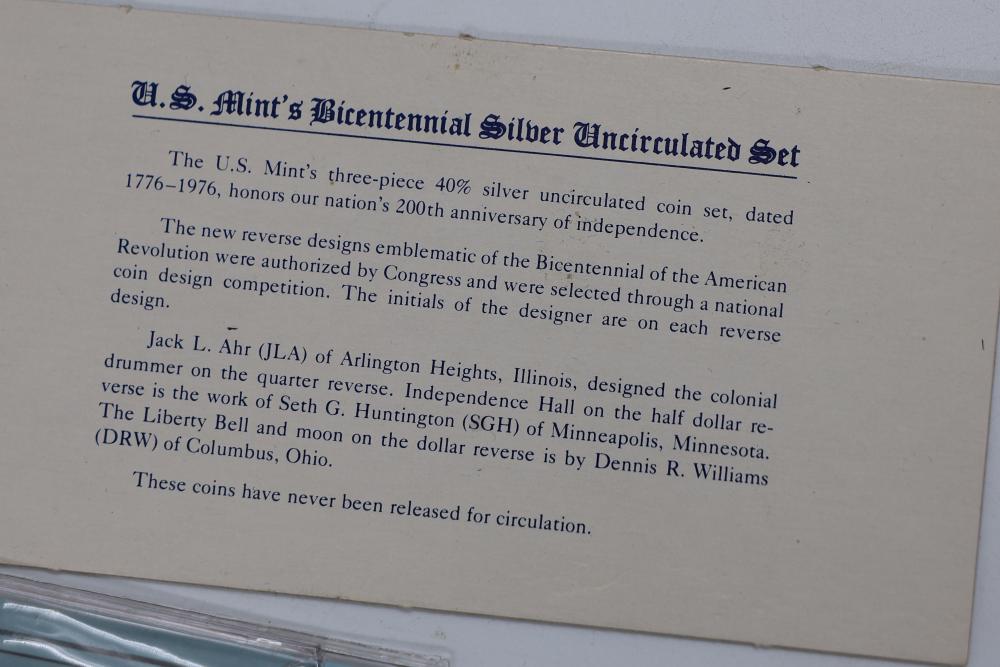 U.S. Mint's Bicentennial Silver Uncirculated Set
The U.S. Mint's three-piece 40% silver uncirculated coin set, dated
1776–1976, honors our nation's 200th anniversary of independence.
The new reverse designs emblematic of the Bicentennial of the American
Revolution were authorized by Congress and were selected through a national
coin design competition. The initials of the designer are on each reverse
design.
Jack L. Ahr (JLA) of Arlington Heights, Illinois, designed the colonial
drummer on the quarter reverse. Independence Hall on the half dollar re-
verse is the work of Seth G. Huntington (SGH) of Minneapolis, Minnesota.
The Liberty Bell and moon on the dollar reverse is by Dennis R. Williams
(DRW) of Columbus, Ohio.
These coins have never been released for circulation.